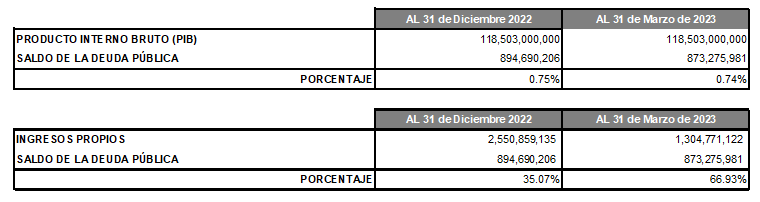 AL 31 de Diciembre 2022 AL 31 de Marzo de 2023
PRODUCTO INTERNO BRUTO (PIB) 118,503,000,000 118,503,000,000
SALDO DE LA DEUDA PÚBLICA 894,690,206 873,275,981
PORCENTAJE 0.75% 0.74%
AL 31 de Diciembre 2022 AL 31 de Marzo de 2023
INGRESOS PROPIOS 2,550,859,135 1,304,771,122
SALDO DE LA DEUDA PÚBLICA 894,690,206 873,275,981
PORCENTAJE 35.07% 66.93%